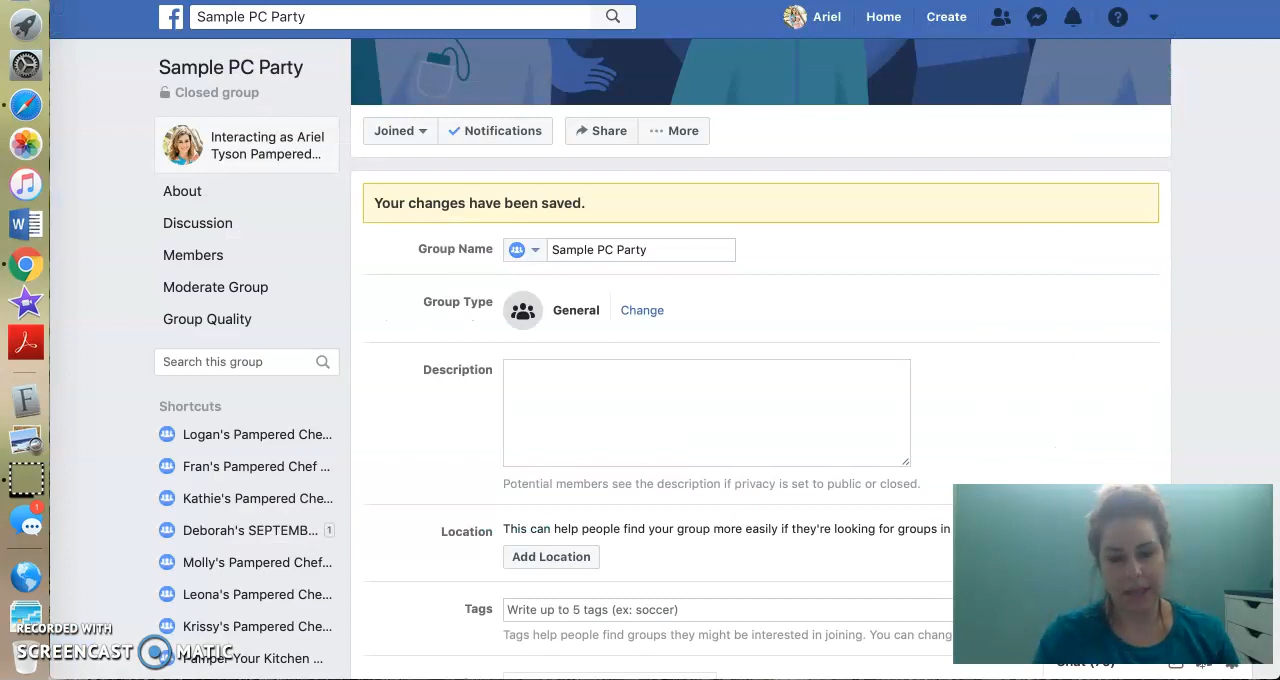 Sample PC Party
Ariel
Home
Create
Sample PC Party
Closed group
Interacting as Ariel
Tyson Pampered...
About
Discussion
Members
Moderate Group
Group Quality
Search this group
Shortcuts
Logan's Pampered Che...
Fran's Pampered Chef ...
Kathie's Pampered Che...
Deborah's SEPTEMB... 1
Molly's Pampered Chef...
Leona's Pampered Che...
Krissy's Pampered Che...
Pamper Your Kitchen ...
Joined
Notifications
Share
More
Your changes have been saved.
Group Name
Sample PC Party
Group Type
General
Change
Description
Potential members see the description if privacy is set to public or closed.
Location
This can help people find your group more easily if they're looking for groups in
Add Location
Tags
Write up to 5 tags (ex: soccer)
Tags help people find groups they might be interested in joining. You can chang
W
F
1
RECORDED WITH
SCREENCAST MATIC